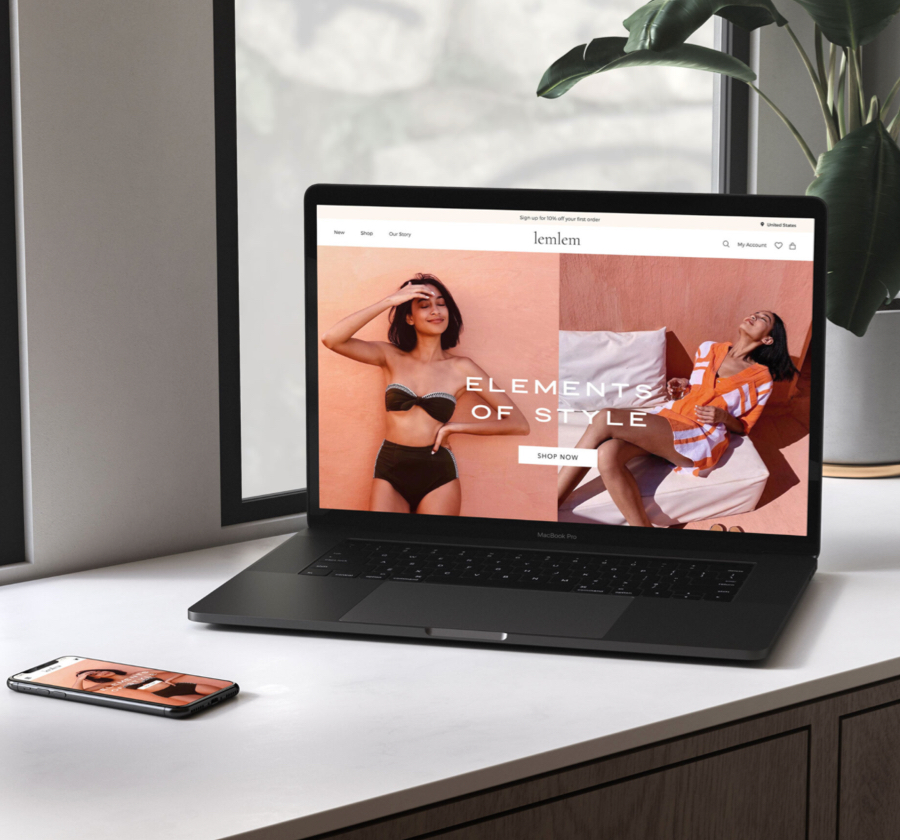 Sign up for 10% off your first order
United States
New Shop Our Story
lemlem
My Account
ELEMENTS
OF STYLE
SHOP NOW
MacBook Pro